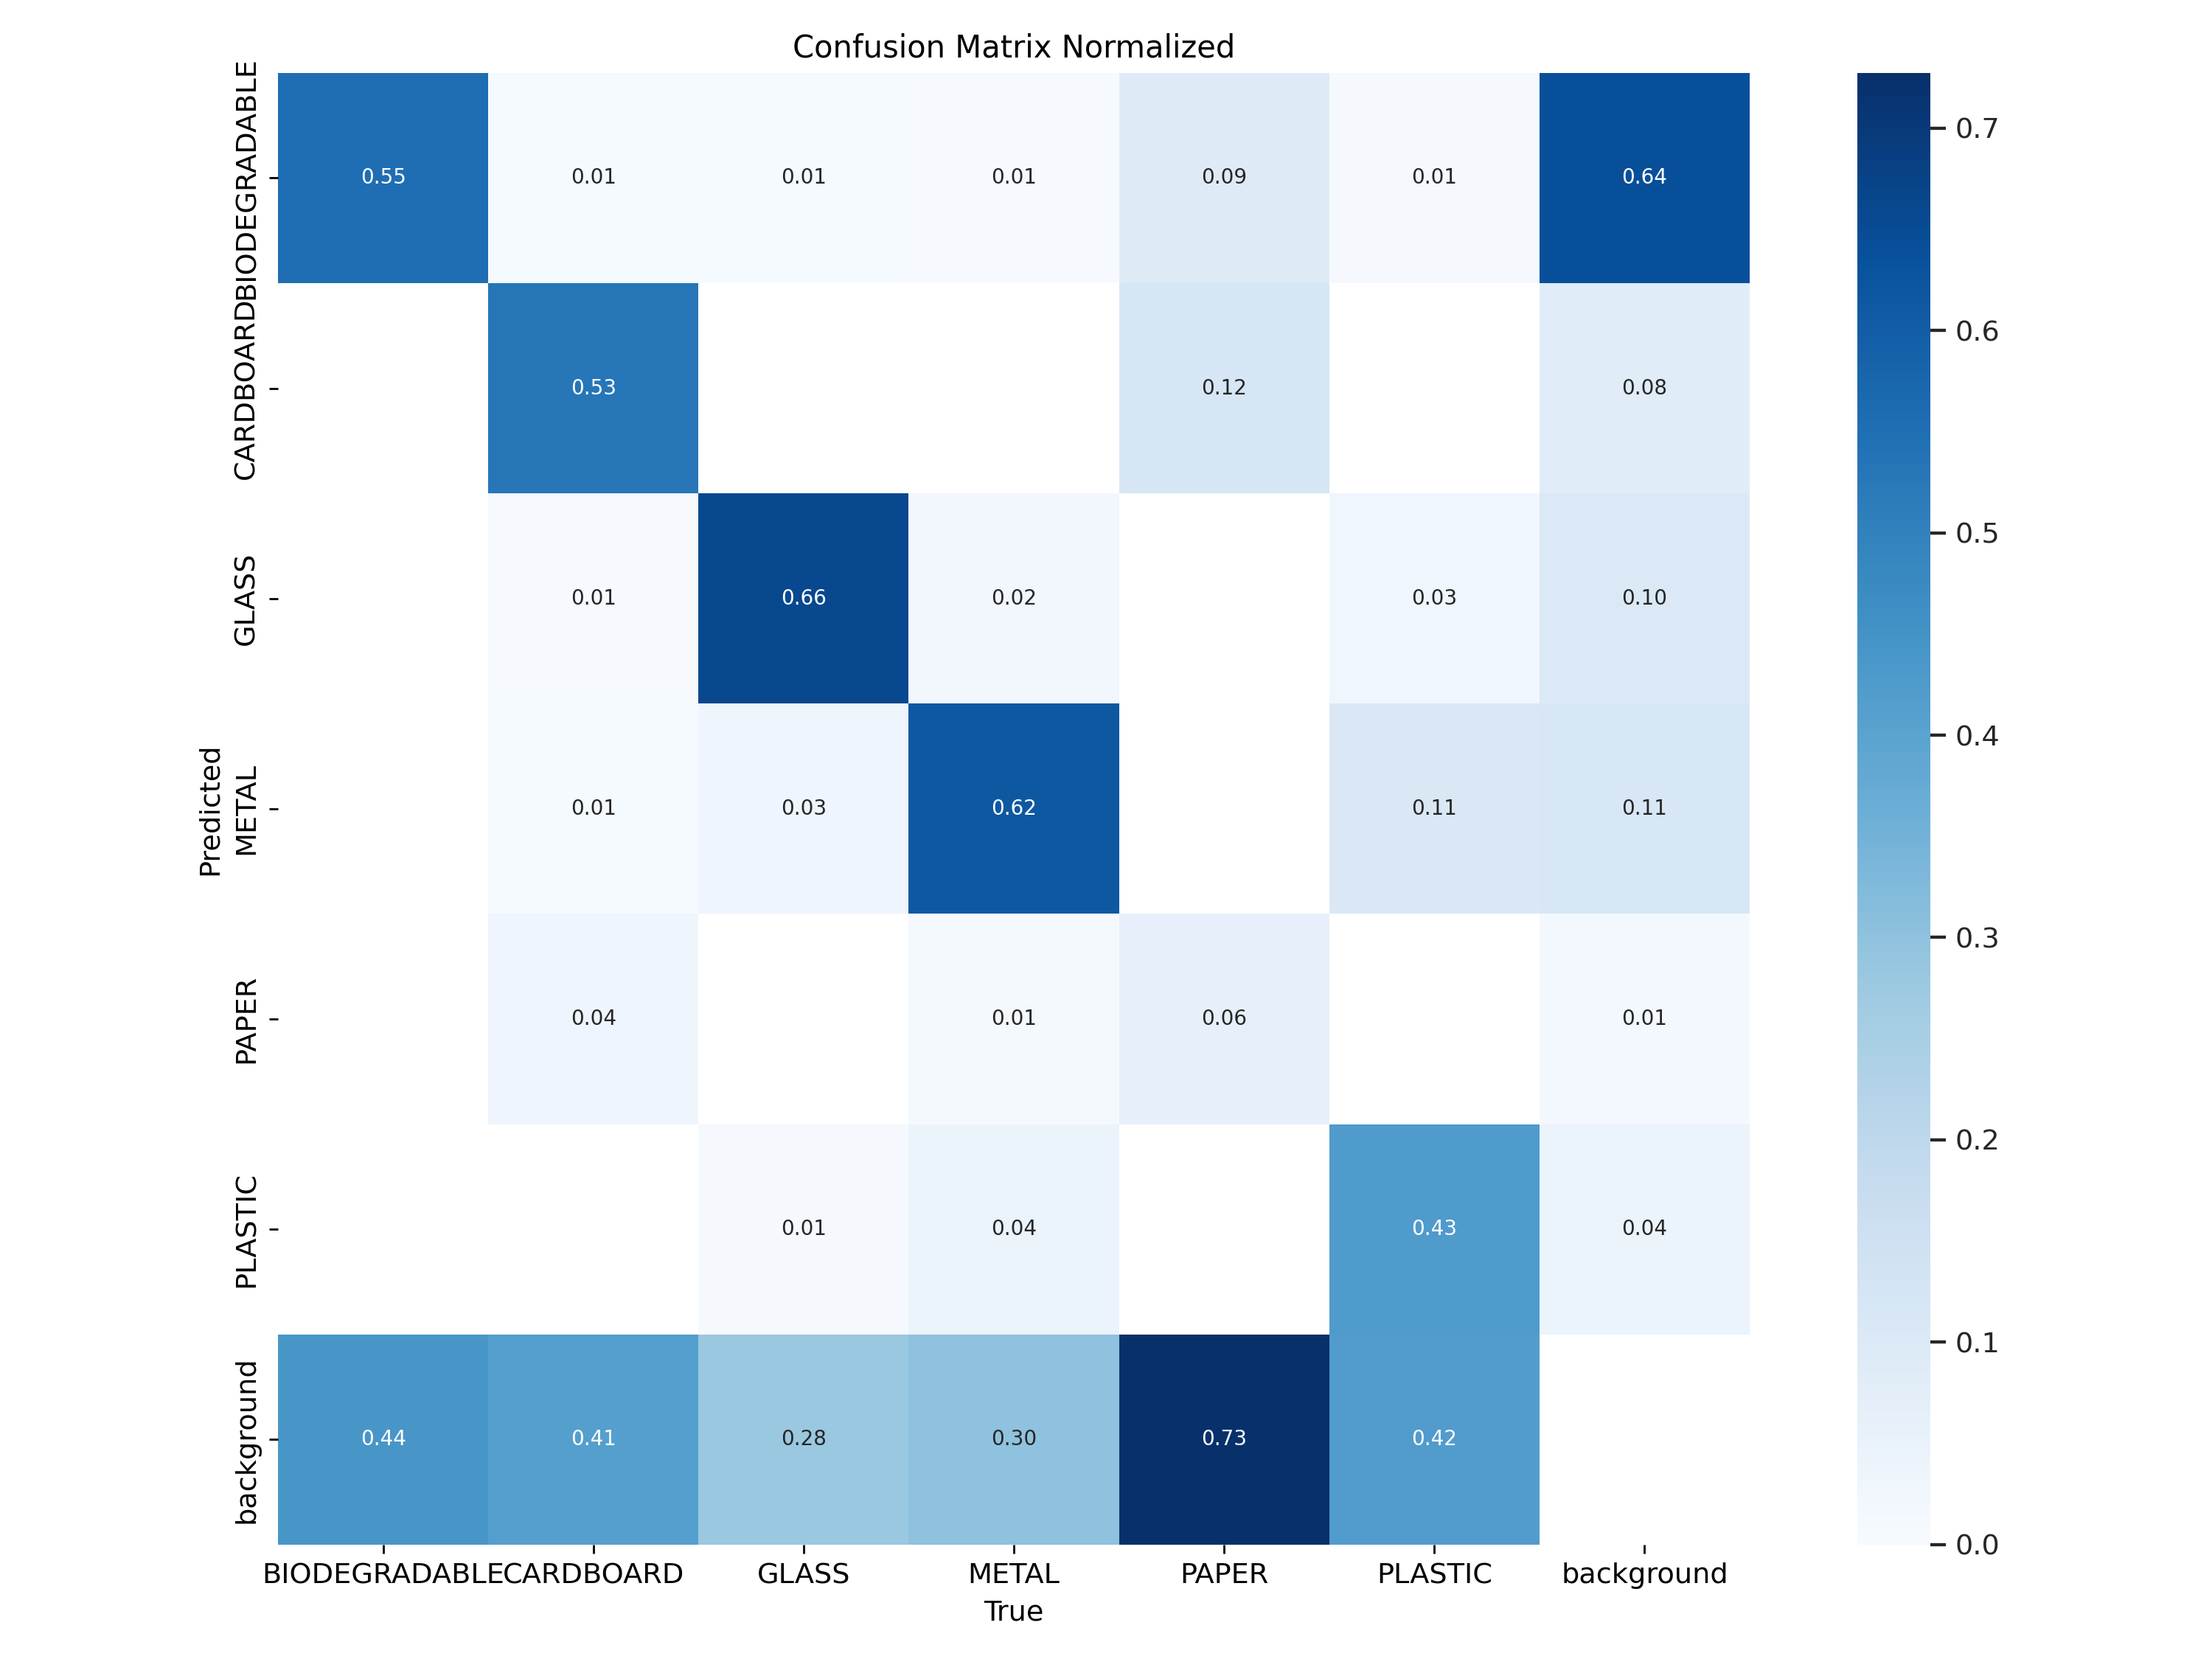 Confusion Matrix Normalized
BIODEGRADABLE
0.55 0.01 0.01 0.01 0.09 0.01 0.64
CARDBOARD
0.53 0.12 0.08
GLASS
0.01 0.66 0.02 0.03 0.10
METAL
0.01 0.03 0.62 0.11 0.11
Predicted
PAPER
0.04 0.01 0.06 0.01
PLASTIC
0.01 0.04 0.43 0.04
background
0.44 0.41 0.28 0.30 0.73 0.42
BIODEGRADABLE CARDBOARD GLASS METAL PAPER PLASTIC background
True
0.7
0.6
0.5
0.4
0.3
0.2
0.1
0.0